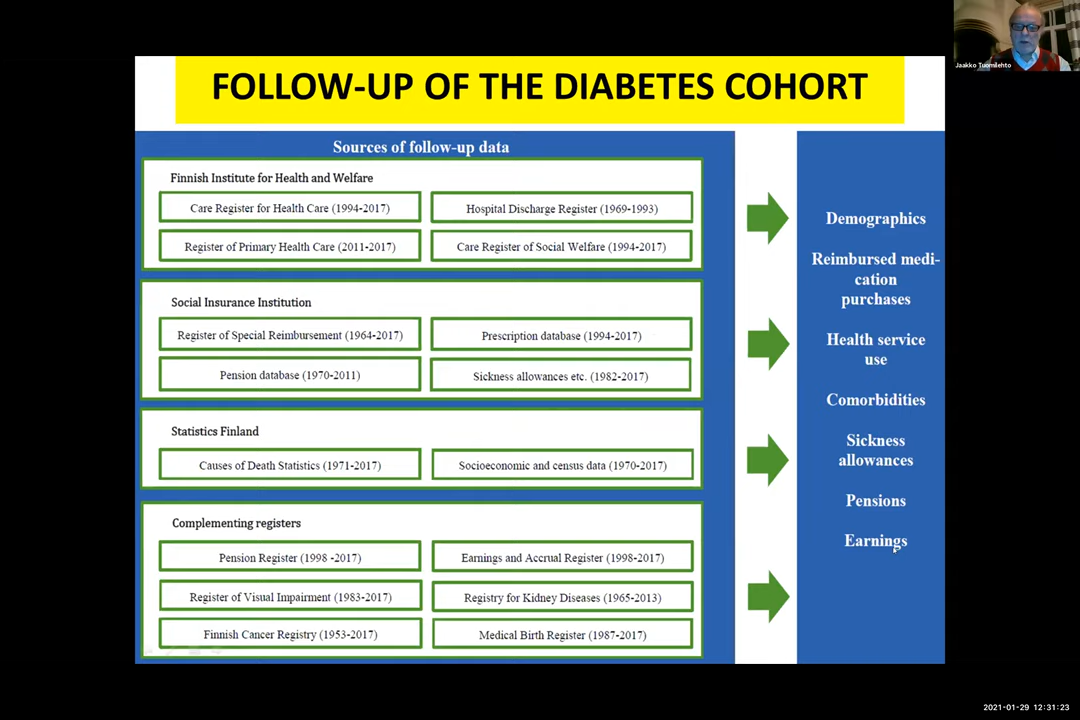 Jaakko Tuomilehto
FOLLOW-UP OF THE DIABETES COHORT
Sources of follow-up data
Finnish Institute for Health and Welfare
Care Register for Health Care (1994-2017)
Hospital Discharge Register (1969-1993)
Register of Primary Health Care (2011-2017)
Care Register of Social Welfare (1994-2017)
Social Insurance Institution
Register of Special Reimbursement (1964-2017)
Prescription database (1994-2017)
Pension database (1970-2011)
Sickness allowances etc. (1982-2017)
Statistics Finland
Causes of Death Statistics (1971-2017)
Socioeconomic and census data (1970-2017)
Complementing registers
Pension Register (1998 -2017)
Earnings and Accrual Register (1998-2017)
Register of Visual Impairment (1983-2017)
Registry for Kidney Diseases (1965-2013)
Finnish Cancer Registry (1953-2017)
Medical Birth Register (1987-2017)
Demographics
Reimbursed medi-
cation
purchases
Health service
use
Comorbidities
Sickness
allowances
Pensions
Earnings
2021-01-29 12:31:23